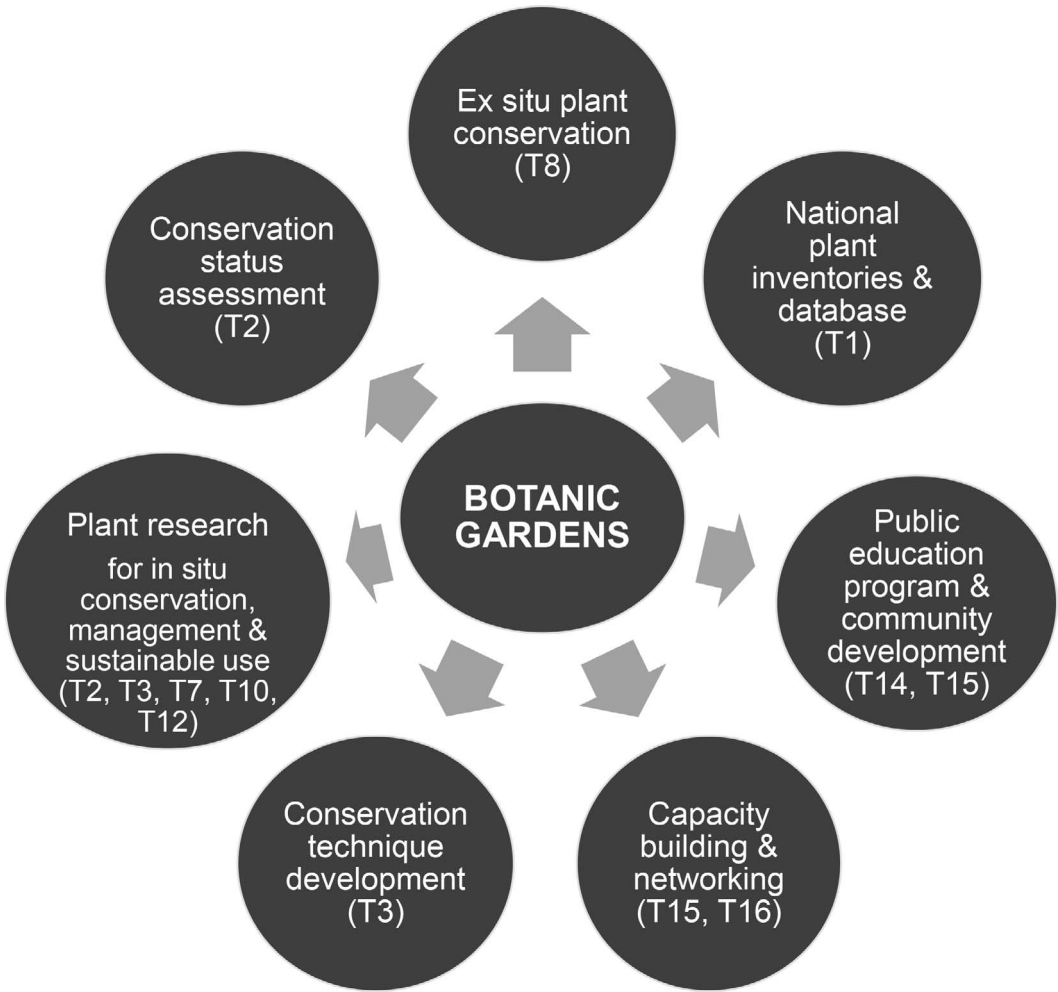 Ex situ plant
conservation
(T8)
National
plant
inventories &
database
(T1)
Public
education
program &
community
development
(T14, T15)
Capacity
building &
networking
(T15, T16)
Conservation
technique
development
(T3)
Plant research
for in situ
conservation,
management &
sustainable use
(T2, T3, T7, T10,
T12)
Conservation
status
assessment
(T2)
BOTANIC
GARDENS